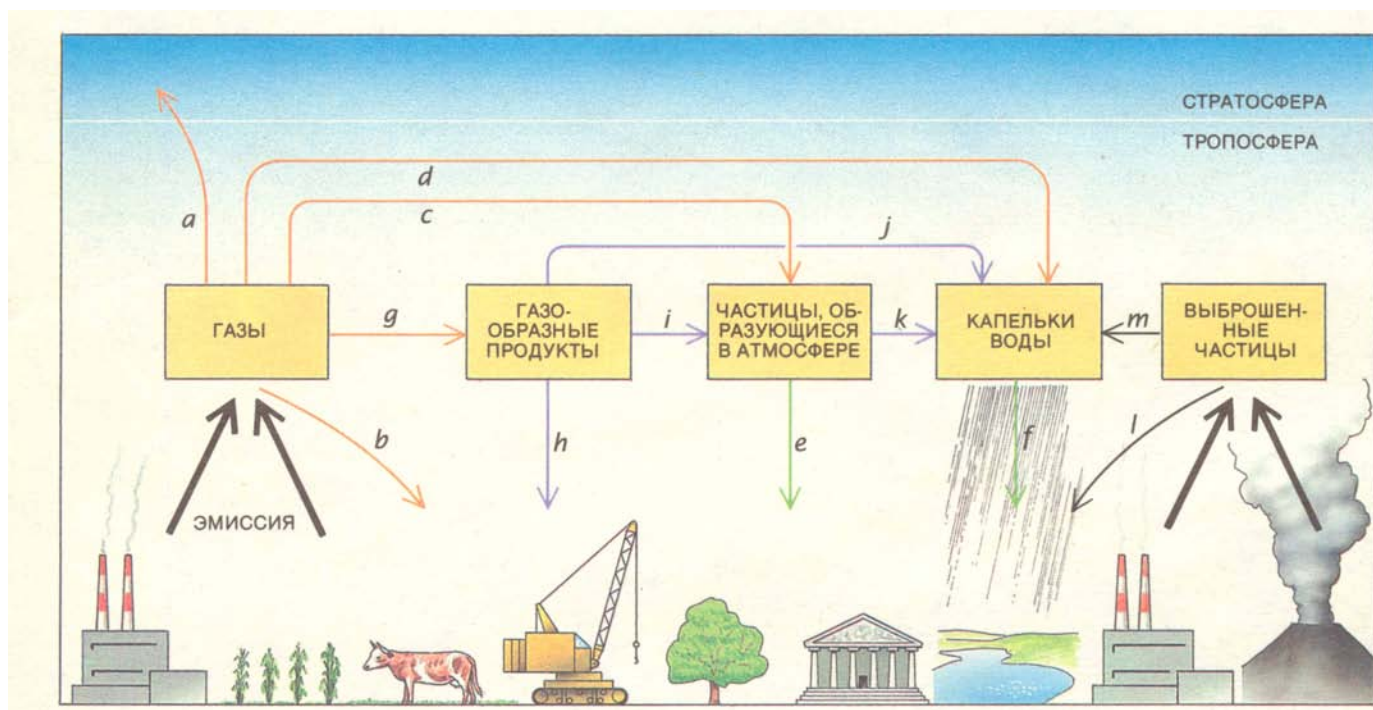 СТРАТОСФЕРА
ТРОПОСФЕРА
d
c
a
j
ГАЗЫ
g
ГАЗО-
ОБРАЗНЫЕ
ПРОДУКТЫ
i
ЧАСТИЦЫ, ОБ-
РАЗУЮЩИЕСЯ
В АТМОСФЕРЕ
k
КАПЕЛЬКИ
ВОДЫ
m
ВЫБРОШЕН-
НЫЕ
ЧАСТИЦЫ
b
h
e
f
l
ЭМИССИЯ